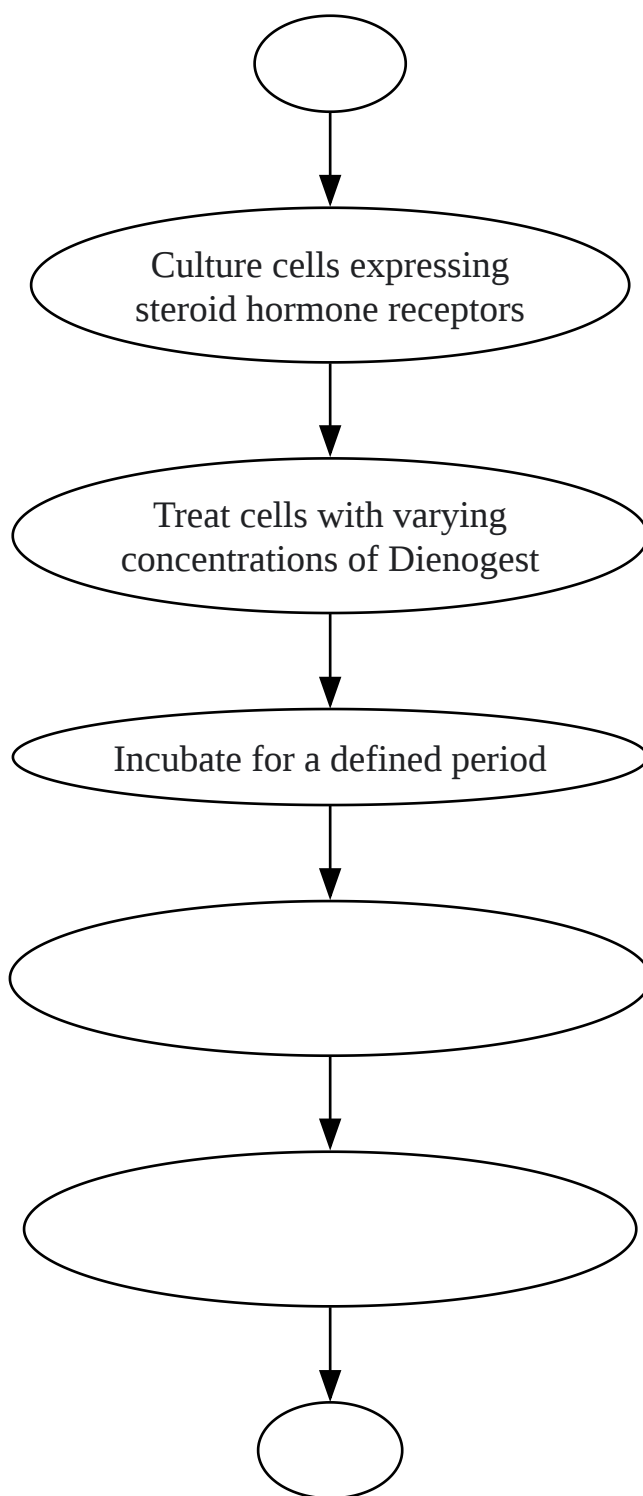 Culture cells expressing
steroid hormone receptors
Treat cells with varying
concentrations of Dienogest
Incubate for a defined period